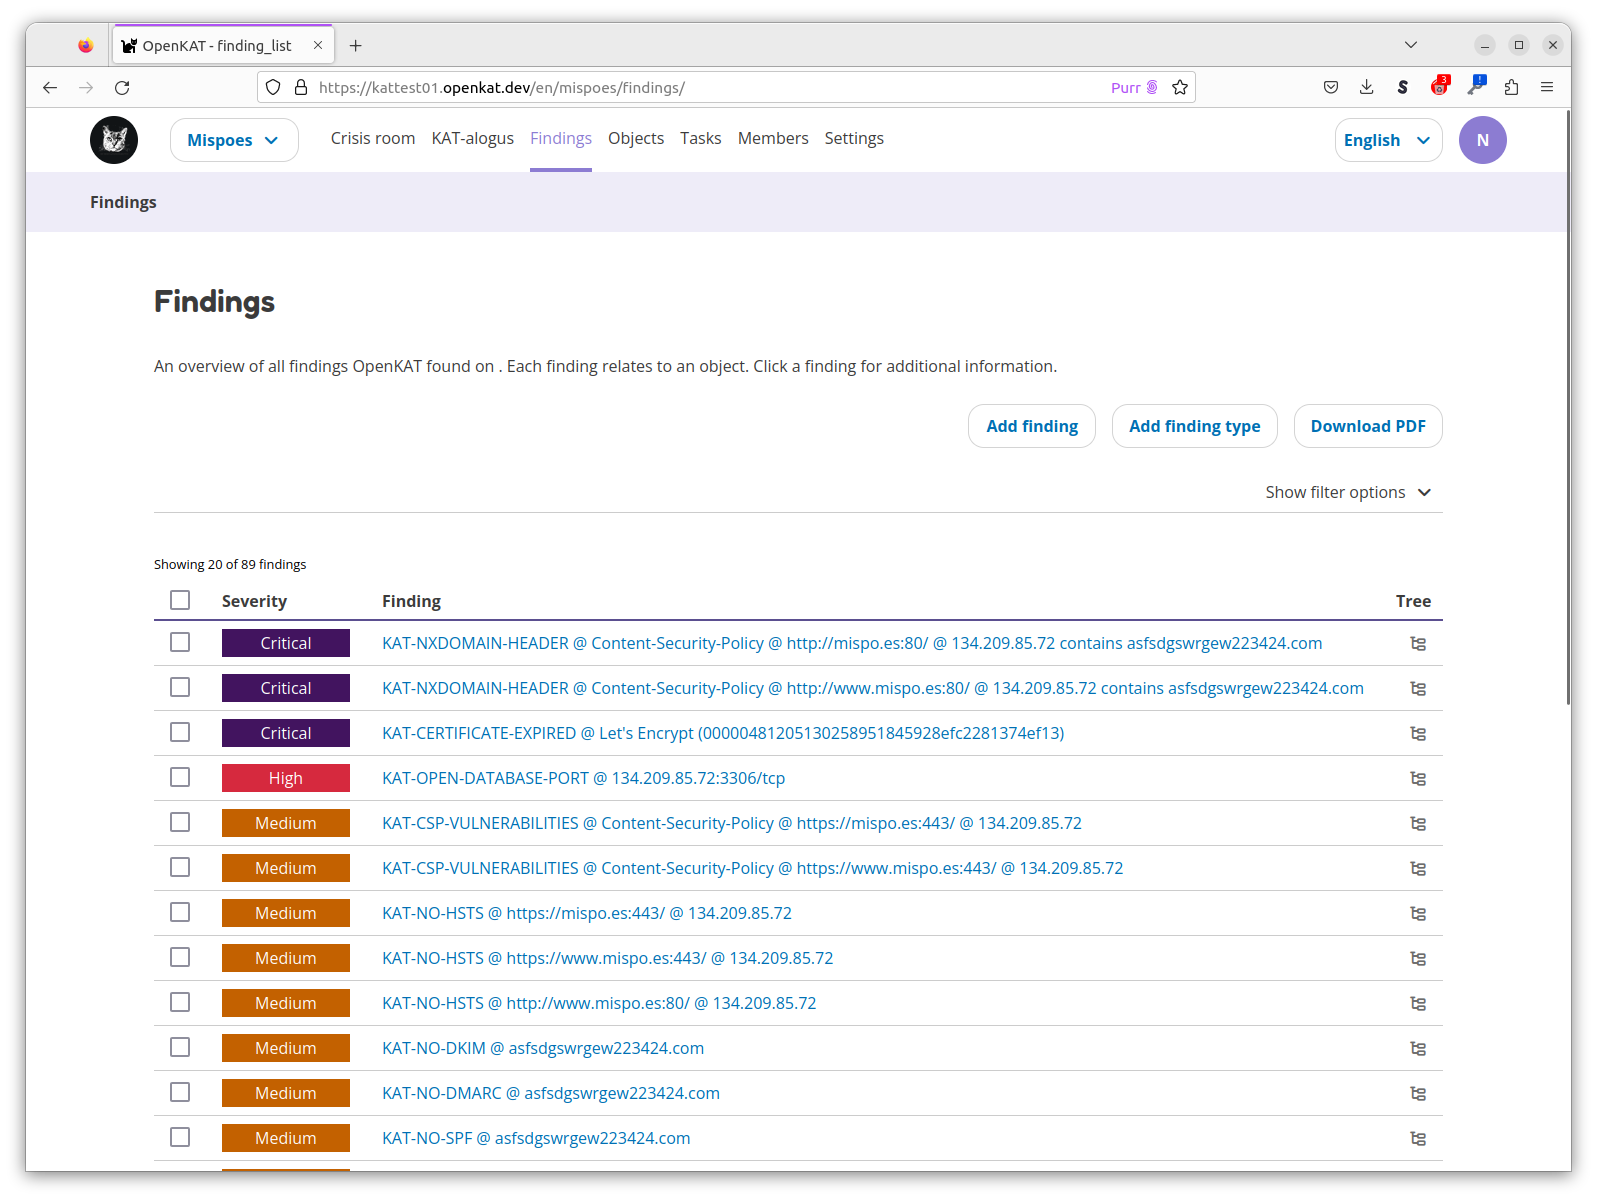 OpenKAT - finding_list
https://kattest01.openkat.dev/en/mispoes/findings/ Purr
3
!
Mispoes Crisis room KAT-alogus Findings Objects Tasks Members Settings English N
Findings
Findings
An overview of all findings OpenKAT found on . Each finding relates to an object. Click a finding for additional information.
Add finding Add finding type Download PDF
Show filter options
Showing 20 of 89 findings
Severity Finding Tree
Critical KAT-NXDOMAIN-HEADER @ Content-Security-Policy @ http://mispo.es:80/ @ 134.209.85.72 contains asfsdgswrgew223424.com
Critical KAT-NXDOMAIN-HEADER @ Content-Security-Policy @ http://www.mispo.es:80/ @ 134.209.85.72 contains asfsdgswrgew223424.com
Critical KAT-CERTIFICATE-EXPIRED @ Let's Encrypt (00000481205130258951845928efc2281374ef13)
High KAT-OPEN-DATABASE-PORT @ 134.209.85.72:3306/tcp
Medium KAT-CSP-VULNERABILITIES @ Content-Security-Policy @ https://mispo.es:443/ @ 134.209.85.72
Medium KAT-CSP-VULNERABILITIES @ Content-Security-Policy @ https://www.mispo.es:443/ @ 134.209.85.72
Medium KAT-NO-HSTS @ https://mispo.es:443/ @ 134.209.85.72
Medium KAT-NO-HSTS @ https://www.mispo.es:443/ @ 134.209.85.72
Medium KAT-NO-HSTS @ http://www.mispo.es:80/ @ 134.209.85.72
Medium KAT-NO-DKIM @ asfsdgswrgew223424.com
Medium KAT-NO-DMARC @ asfsdgswrgew223424.com
Medium KAT-NO-SPF @ asfsdgswrgew223424.com